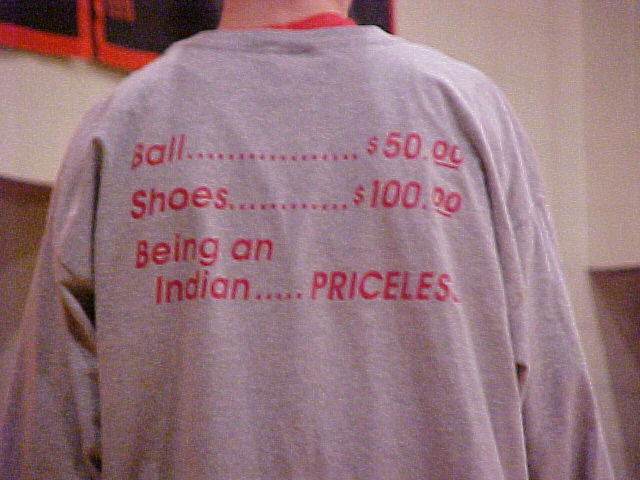 Ball................. $50.00
Shoes............ $100.00
Being an
Indian..... PRICELESS